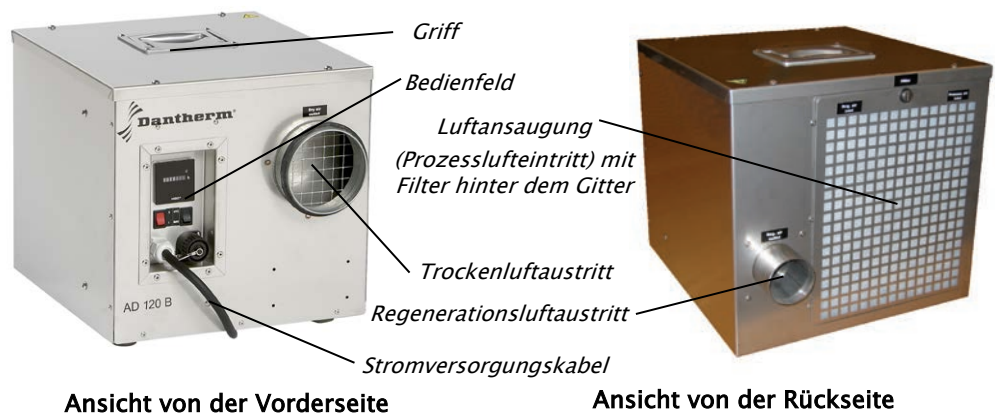 Griff
Bedienfeld
Luftansaugung
(Prozesslufteintritt) mit
Filter hinter dem Gitter
Trockenluftaustritt
Regenerationsluftaustritt
Stromversorgungskabel
Dantherm®
AD 120 B
Ansicht von der Vorderseite
Ansicht von der Rückseite